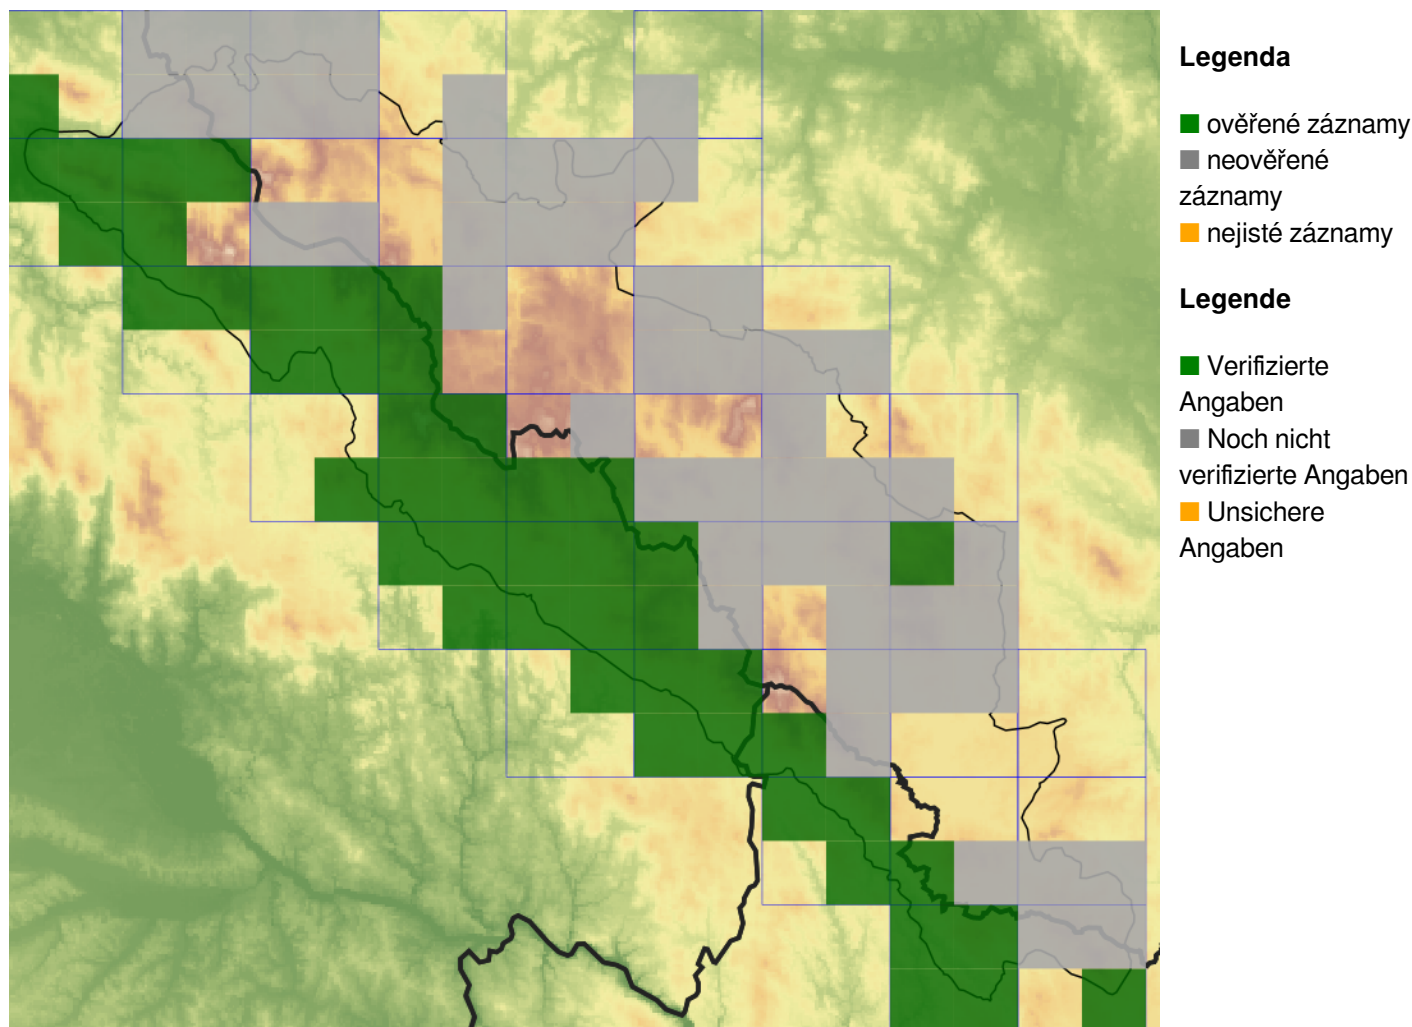 Legenda
ověřené záznamy
neověřené
záznamy
nejisté záznamy
Legende
Verifizierte
Angaben
Noch nicht
verifizierte Angaben
Unsichere
Angaben